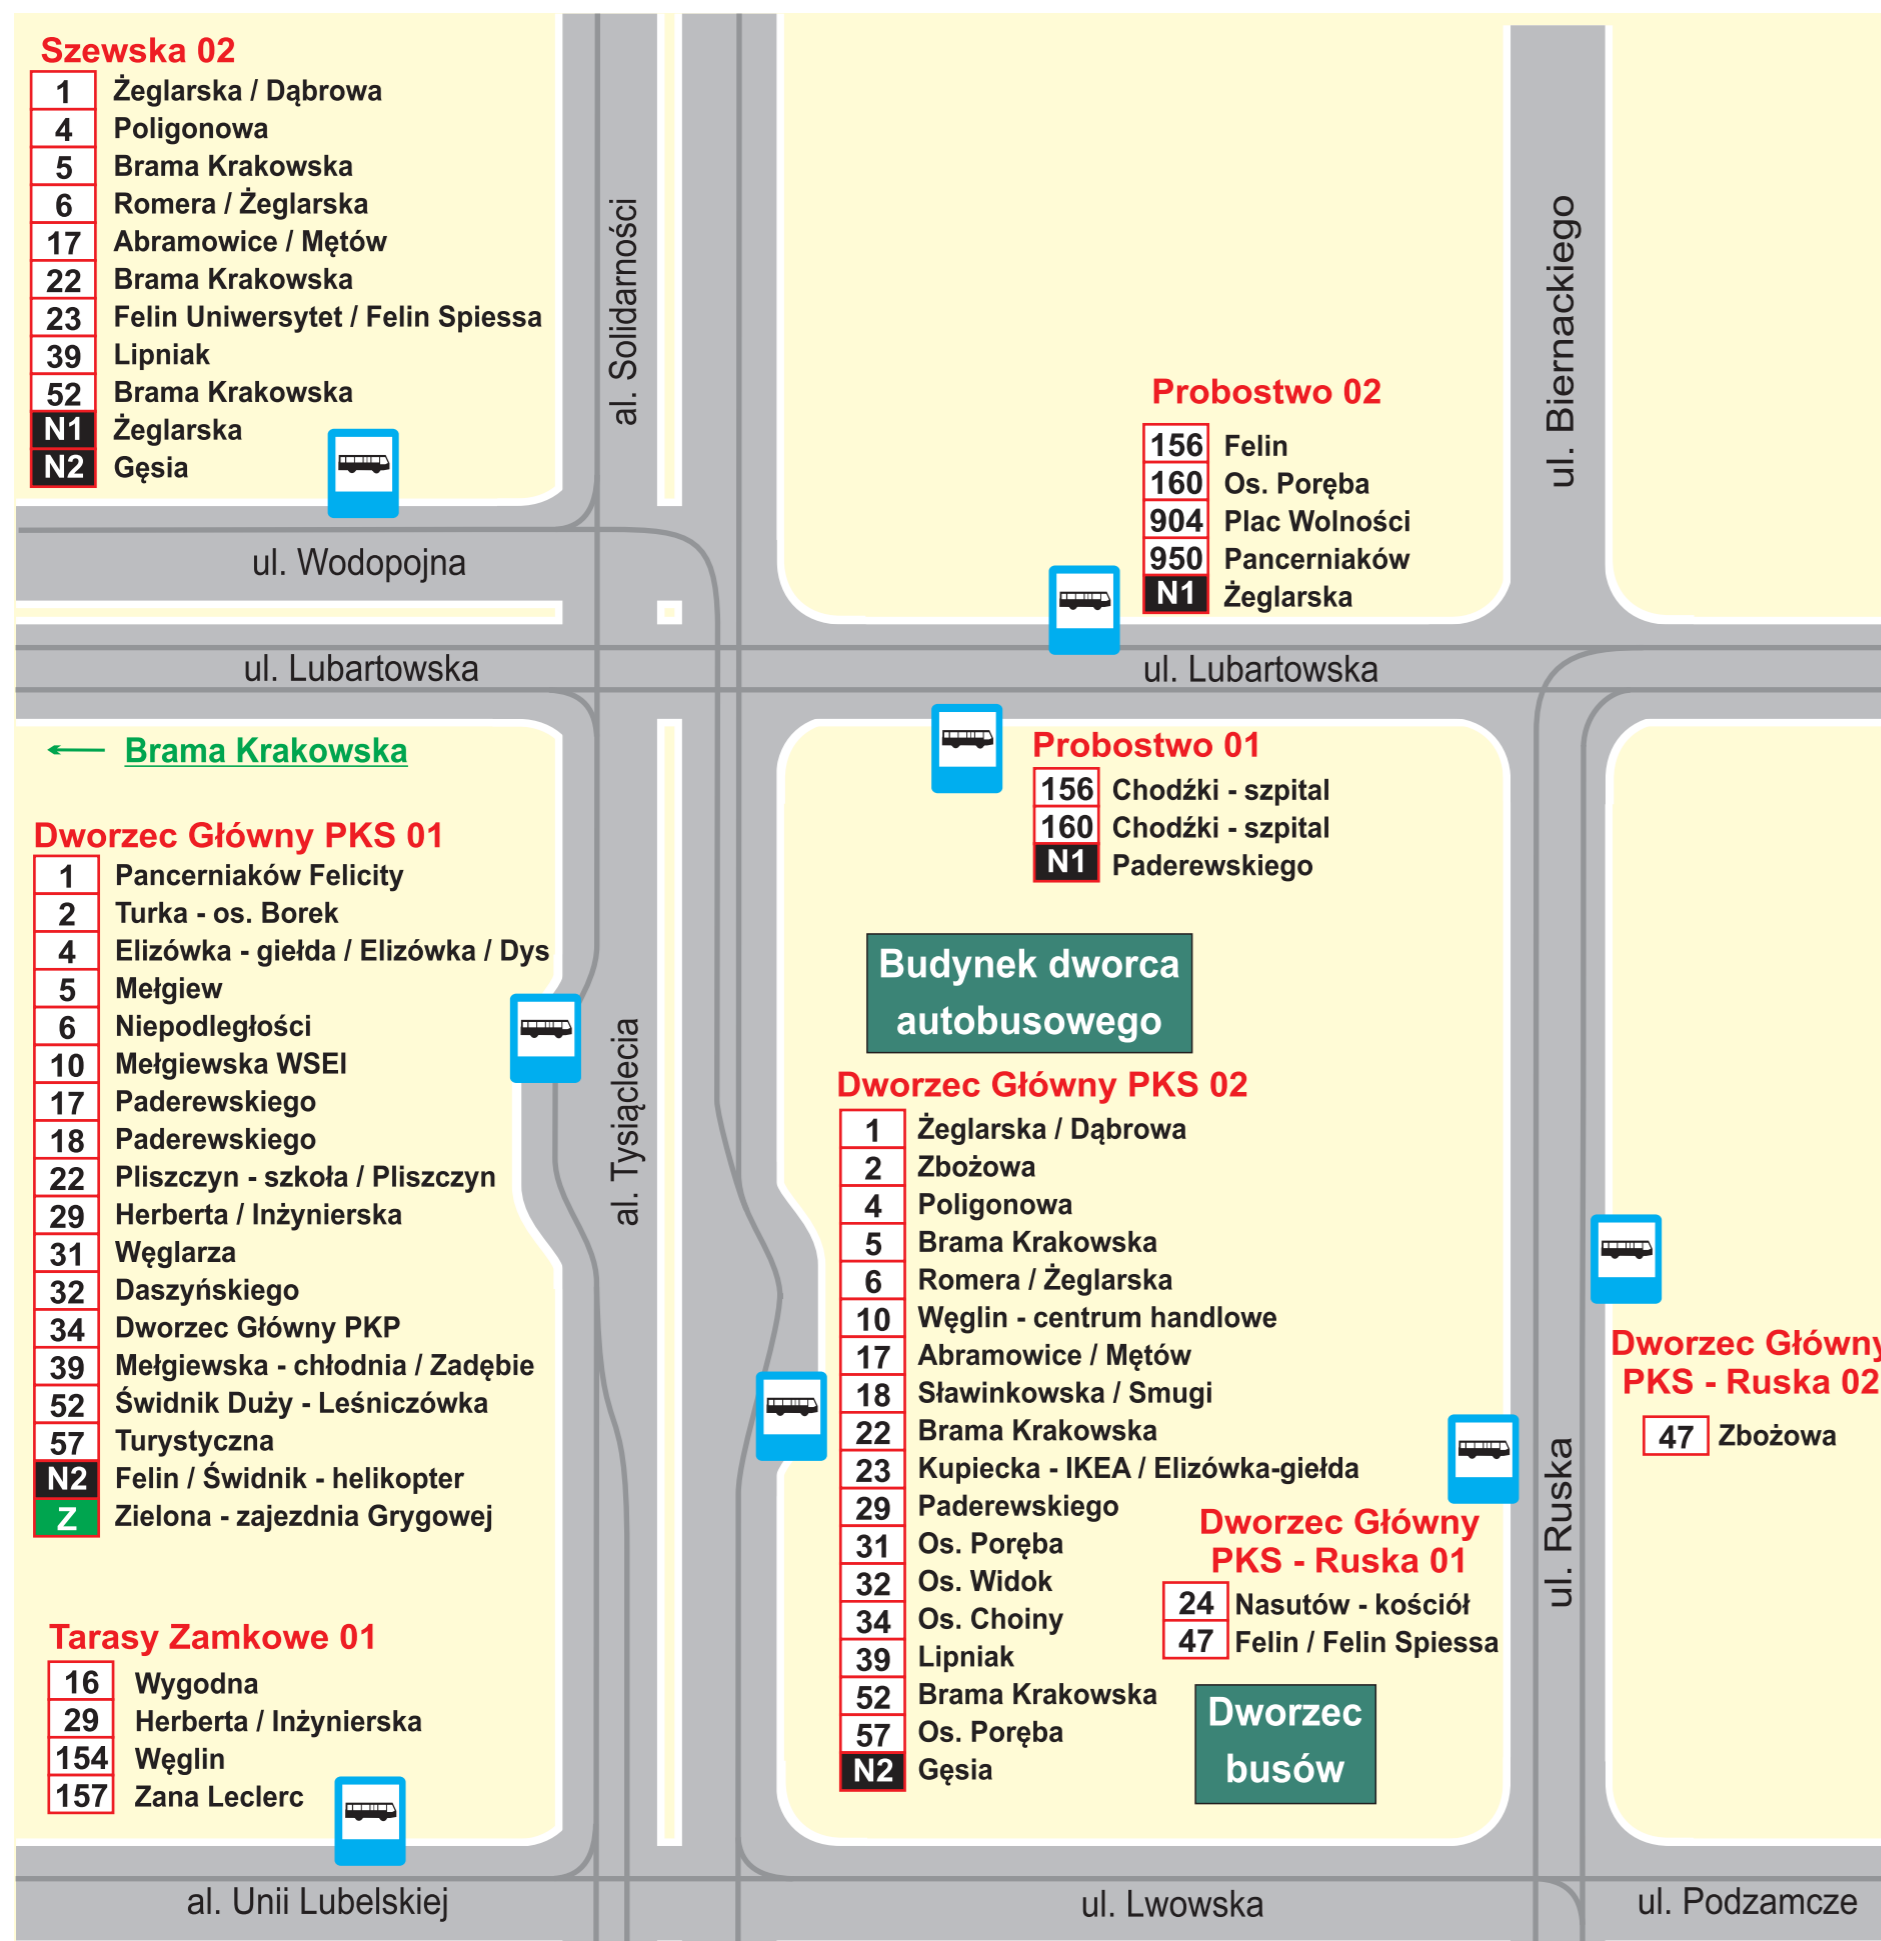 Szewska 02
1 Żeglarska / Dąbrowa
4 Poligonowa
5 Brama Krakowska
6 Romera / Żeglarska
17 Abramowice / Mętów
22 Brama Krakowska
23 Felin Uniwersytet / Felin Spiessa
39 Lipniak
52 Brama Krakowska
N1 Żeglarska
N2 Gęsia
al. Solidarności
ul. Biernackiego
ul. Wodopojna
Probostwo 02
156 Felin
160 Os. Poręba
904 Plac Wolności
950 Pancerniaków
N1 Żeglarska
ul. Lubartowska
ul. Lubartowska
Brama Krakowska
Probostwo 01
156 Chodźki - szpital
160 Chodźki - szpital
N1 Paderewskiego
Dworzec Główny PKS 01
1 Pancerniaków Felicity
2 Turka - os. Borek
4 Elizówka - giełda / Elizówka / Dys
5 Mełgiew
6 Niepodległości
10 Mełgiewska WSEI
17 Paderewskiego
18 Paderewskiego
22 Pliszczyn - szkoła / Pliszczyn
29 Herberta / Inżynierska
31 Węglarza
32 Daszyńskiego
34 Dworzec Główny PKP
39 Mełgiewska - chłodnia / Zadębie
52 Świdnik Duży - Leśniczówka
57 Turystyczna
N2 Felin / Świdnik - helikopter
Z Zielona - zajezdnia Grygowej
al. Tysiąclecia
Budynek dworca
autobusowego
Dworzec Główny PKS 02
1 Żeglarska / Dąbrowa
2 Zbożowa
4 Poligonowa
5 Brama Krakowska
6 Romera / Żeglarska
10 Węglin - centrum handlowe
17 Abramowice / Mętów
18 Sławinkowska / Smugi
22 Brama Krakowska
23 Kupiecka - IKEA / Elizówka-giełda
29 Paderewskiego
31 Os. Poręba
32 Os. Widok
34 Os. Choiny
39 Lipniak
52 Brama Krakowska
57 Os. Poręba
N2 Gęsia
Dworzec Główny
PKS - Ruska 01
24 Nasutów - kościół
47 Felin / Felin Spiessa
Dworzec
busów
ul. Ruska
Dworzec Główny
PKS - Ruska 02
47 Zbożowa
Tarasy Zamkowe 01
16 Wygodna
29 Herberta / Inżynierska
154 Węglin
157 Zana Leclerc
al. Unii Lubelskiej
ul. Lwowska
ul. Podzamcze